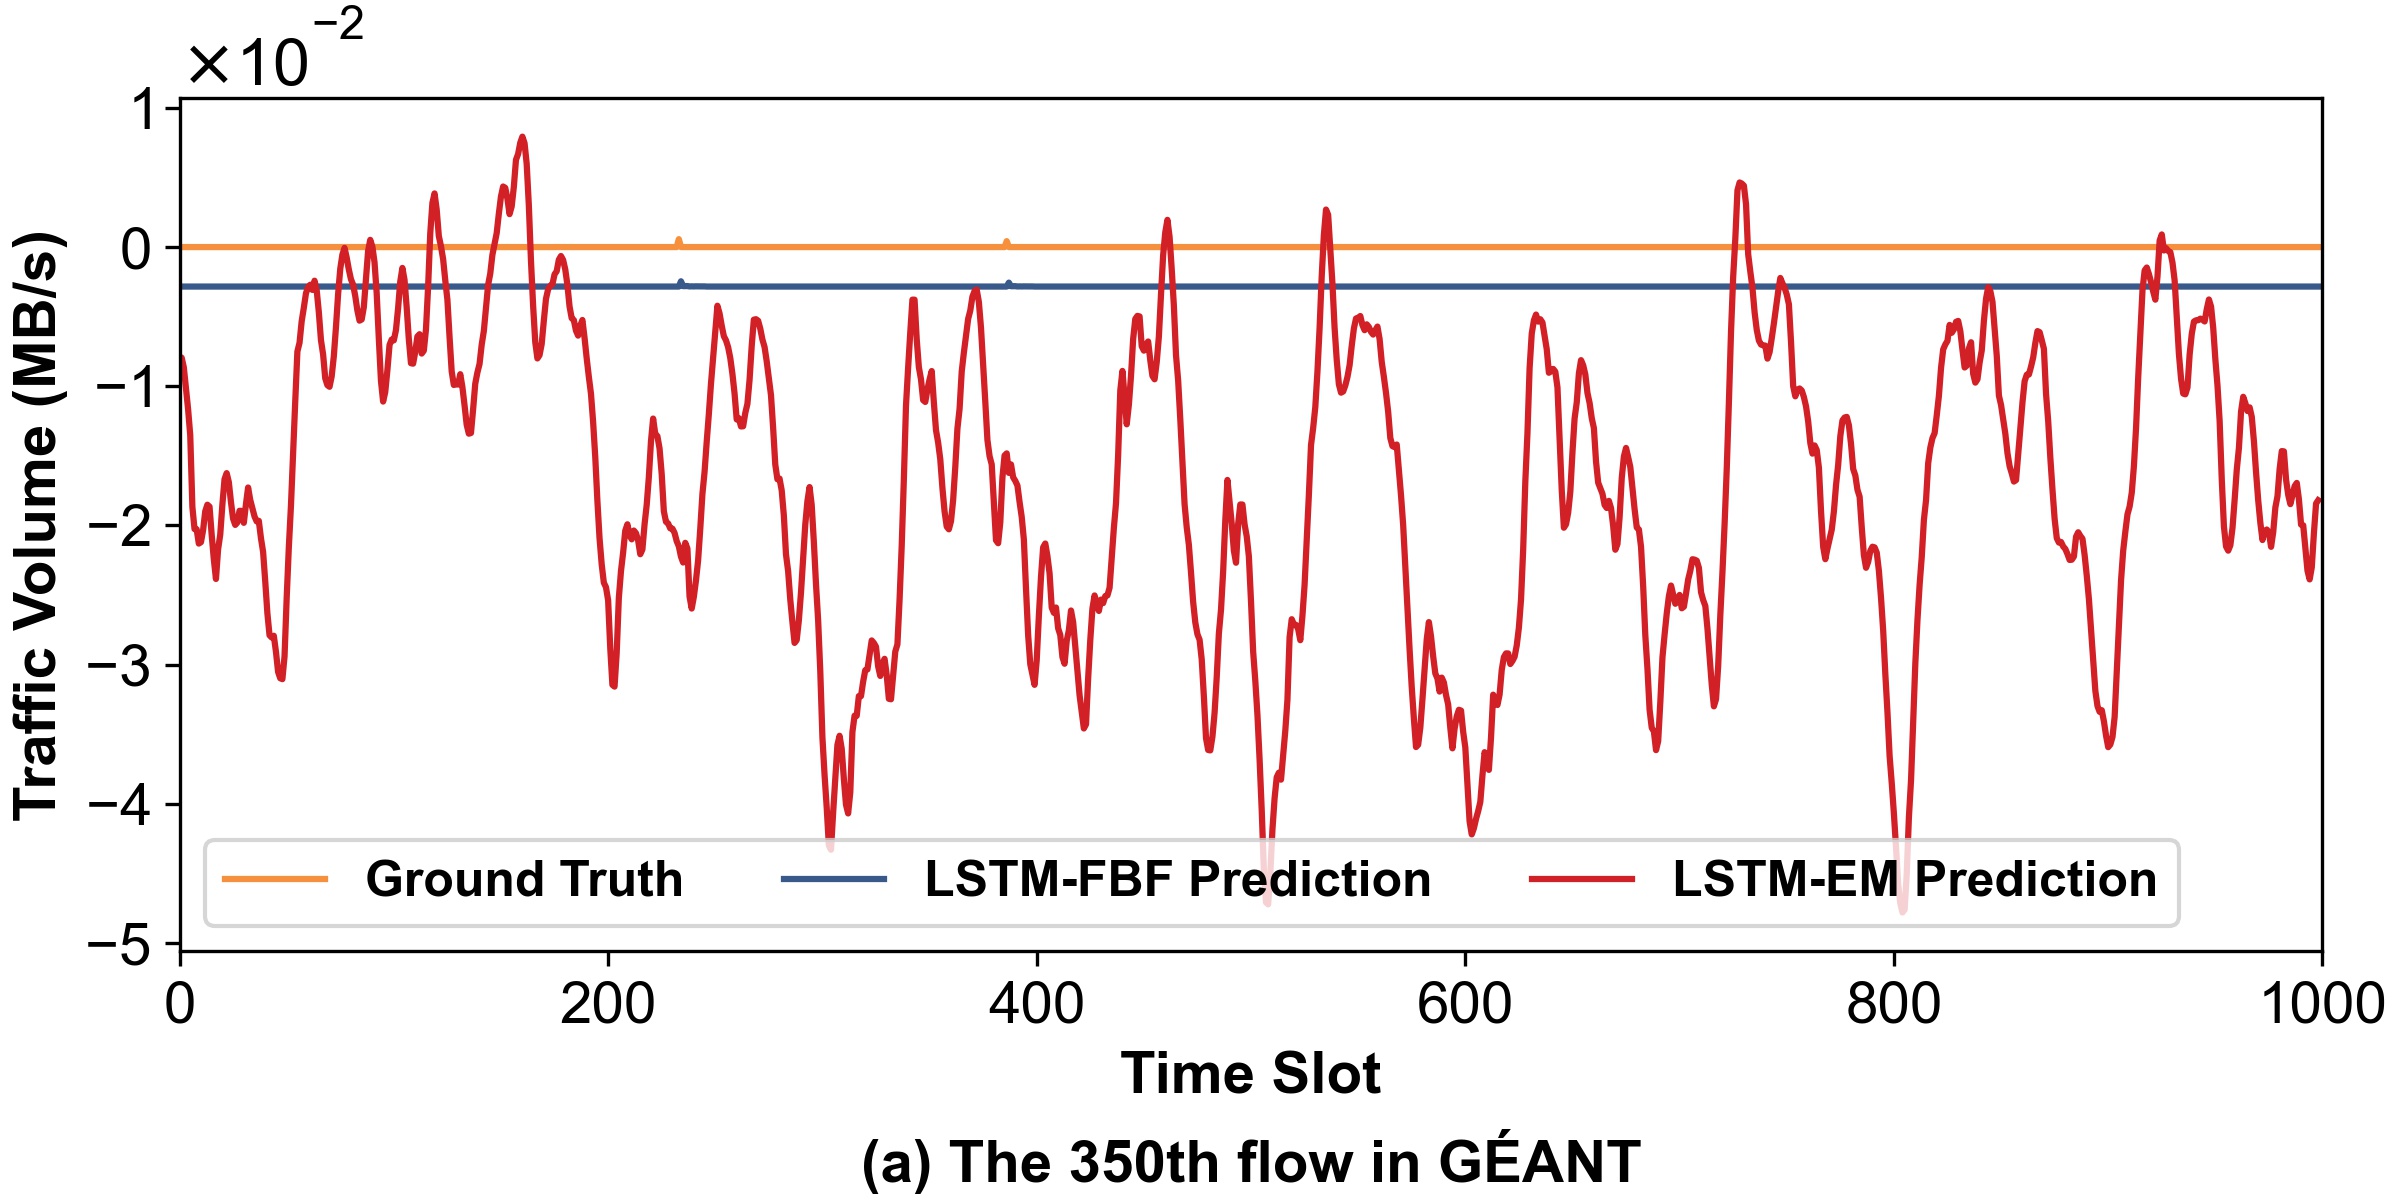 ×10⁻²
1
0
−1
−2
−3
−4
−5
Traffic Volume (MB/s)
Ground Truth LSTM-FBF Prediction LSTM-EM Prediction
0 200 400 600 800 1000
Time Slot
(a) The 350th flow in GÉANT